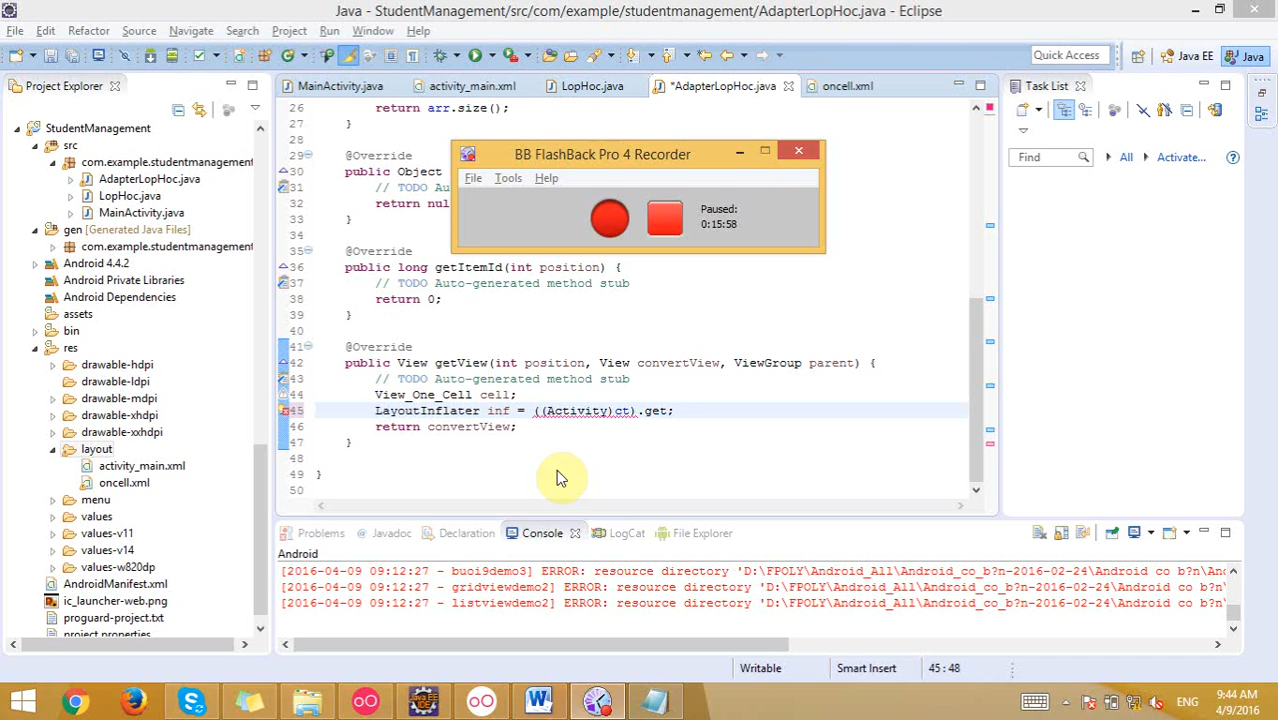 Java - StudentManagement/src/com/example/studentmanagement/AdapterLopHoc.java - Eclipse
File Edit Refactor Source Navigate Search Project Run Window Help
Quick Access
Java EE
Java
Project Explorer
MainActivity.java
activity_main.xml
LopHoc.java
*AdapterLopHoc.java
oncell.xml
Task List
Find
All
Activate...
StudentManagement
src
com.example.studentmanagement
AdapterLopHoc.java
LopHoc.java
MainActivity.java
gen [Generated Java Files]
com.example.studentmanagement
Android 4.4.2
Android Private Libraries
Android Dependencies
assets
bin
res
drawable-hdpi
drawable-ldpi
drawable-mdpi
drawable-xhdpi
drawable-xxhdpi
layout
activity_main.xml
oncell.xml
menu
values
values-v11
values-v14
values-w820dp
AndroidManifest.xml
ic_launcher-web.png
proguard-project.txt
project.properties
26 return arr.size();
27 }
28
29 @Override
30 public Object
31 // TODO Au
32 return nul
33 }
34
35 @Override
36 public long getItemId(int position) {
37 // TODO Auto-generated method stub
38 return 0;
39 }
40
41 @Override
42 public View getView(int position, View convertView, ViewGroup parent) {
43 // TODO Auto-generated method stub
44 View_One_Cell cell;
45 LayoutInflater inf = ((Activity)ct).get;
46 return convertView;
47 }
48
49 }
50
BB FlashBack Pro 4 Recorder
File Tools Help
Paused:
0:15:58
Problems
Javadoc
Declaration
Console
LogCat
File Explorer
Android
[2016-04-09 09:12:27 - buoi9demo3] ERROR: resource directory 'D:\FPOLY\Android_All\Android_co_b?n-2016-02-24\Android co b?n\An
[2016-04-09 09:12:27 - gridviewdemo2] ERROR: resource directory 'D:\FPOLY\Android_All\Android_co_b?n-2016-02-24\Android co b?n
[2016-04-09 09:12:27 - listviewdemo2] ERROR: resource directory 'D:\FPOLY\Android_All\Android_co_b?n-2016-02-24\Android co b?n
Writable
Smart Insert
45 : 48
ENG
9:44 AM
4/9/2016